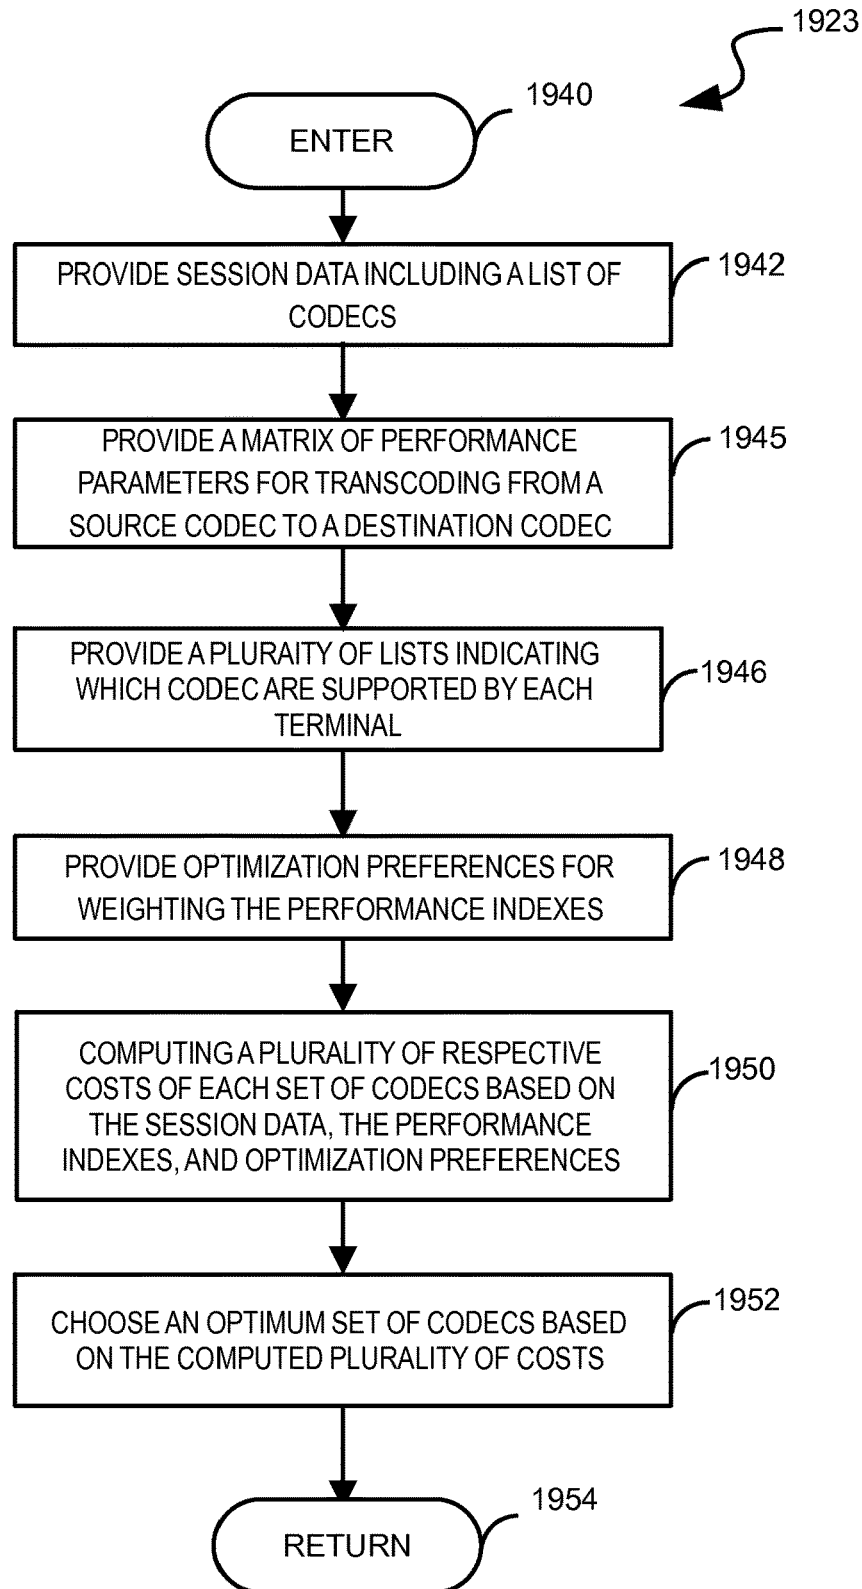 1923
1940
ENTER
1942
PROVIDE SESSION DATA INCLUDING A LIST OF
CODECS
1945
PROVIDE A MATRIX OF PERFORMANCE
PARAMETERS FOR TRANSCODING FROM A
SOURCE CODEC TO A DESTINATION CODEC
1946
PROVIDE A PLURAITY OF LISTS INDICATING
WHICH CODEC ARE SUPPORTED BY EACH
TERMINAL
1948
PROVIDE OPTIMIZATION PREFERENCES FOR
WEIGHTING THE PERFORMANCE INDEXES
1950
COMPUTING A PLURALITY OF RESPECTIVE
COSTS OF EACH SET OF CODECS BASED ON
THE SESSION DATA, THE PERFORMANCE
INDEXES, AND OPTIMIZATION PREFERENCES
1952
CHOOSE AN OPTIMUM SET OF CODECS BASED
ON THE COMPUTED PLURALITY OF COSTS
1954
RETURN